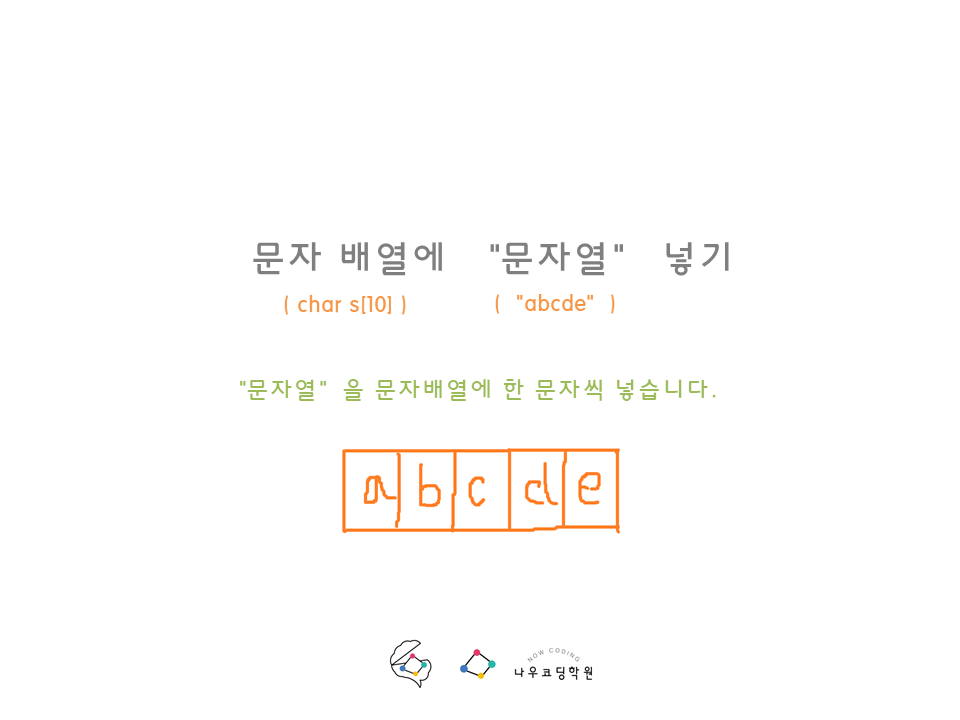 문자 배열에 "문자열" 넣기
( char s[10] ) ( "abcde" )
"문자열" 을 문자배열에 한 문자씩 넣습니다.
a b c d e
NOW CODING
나우코딩학원